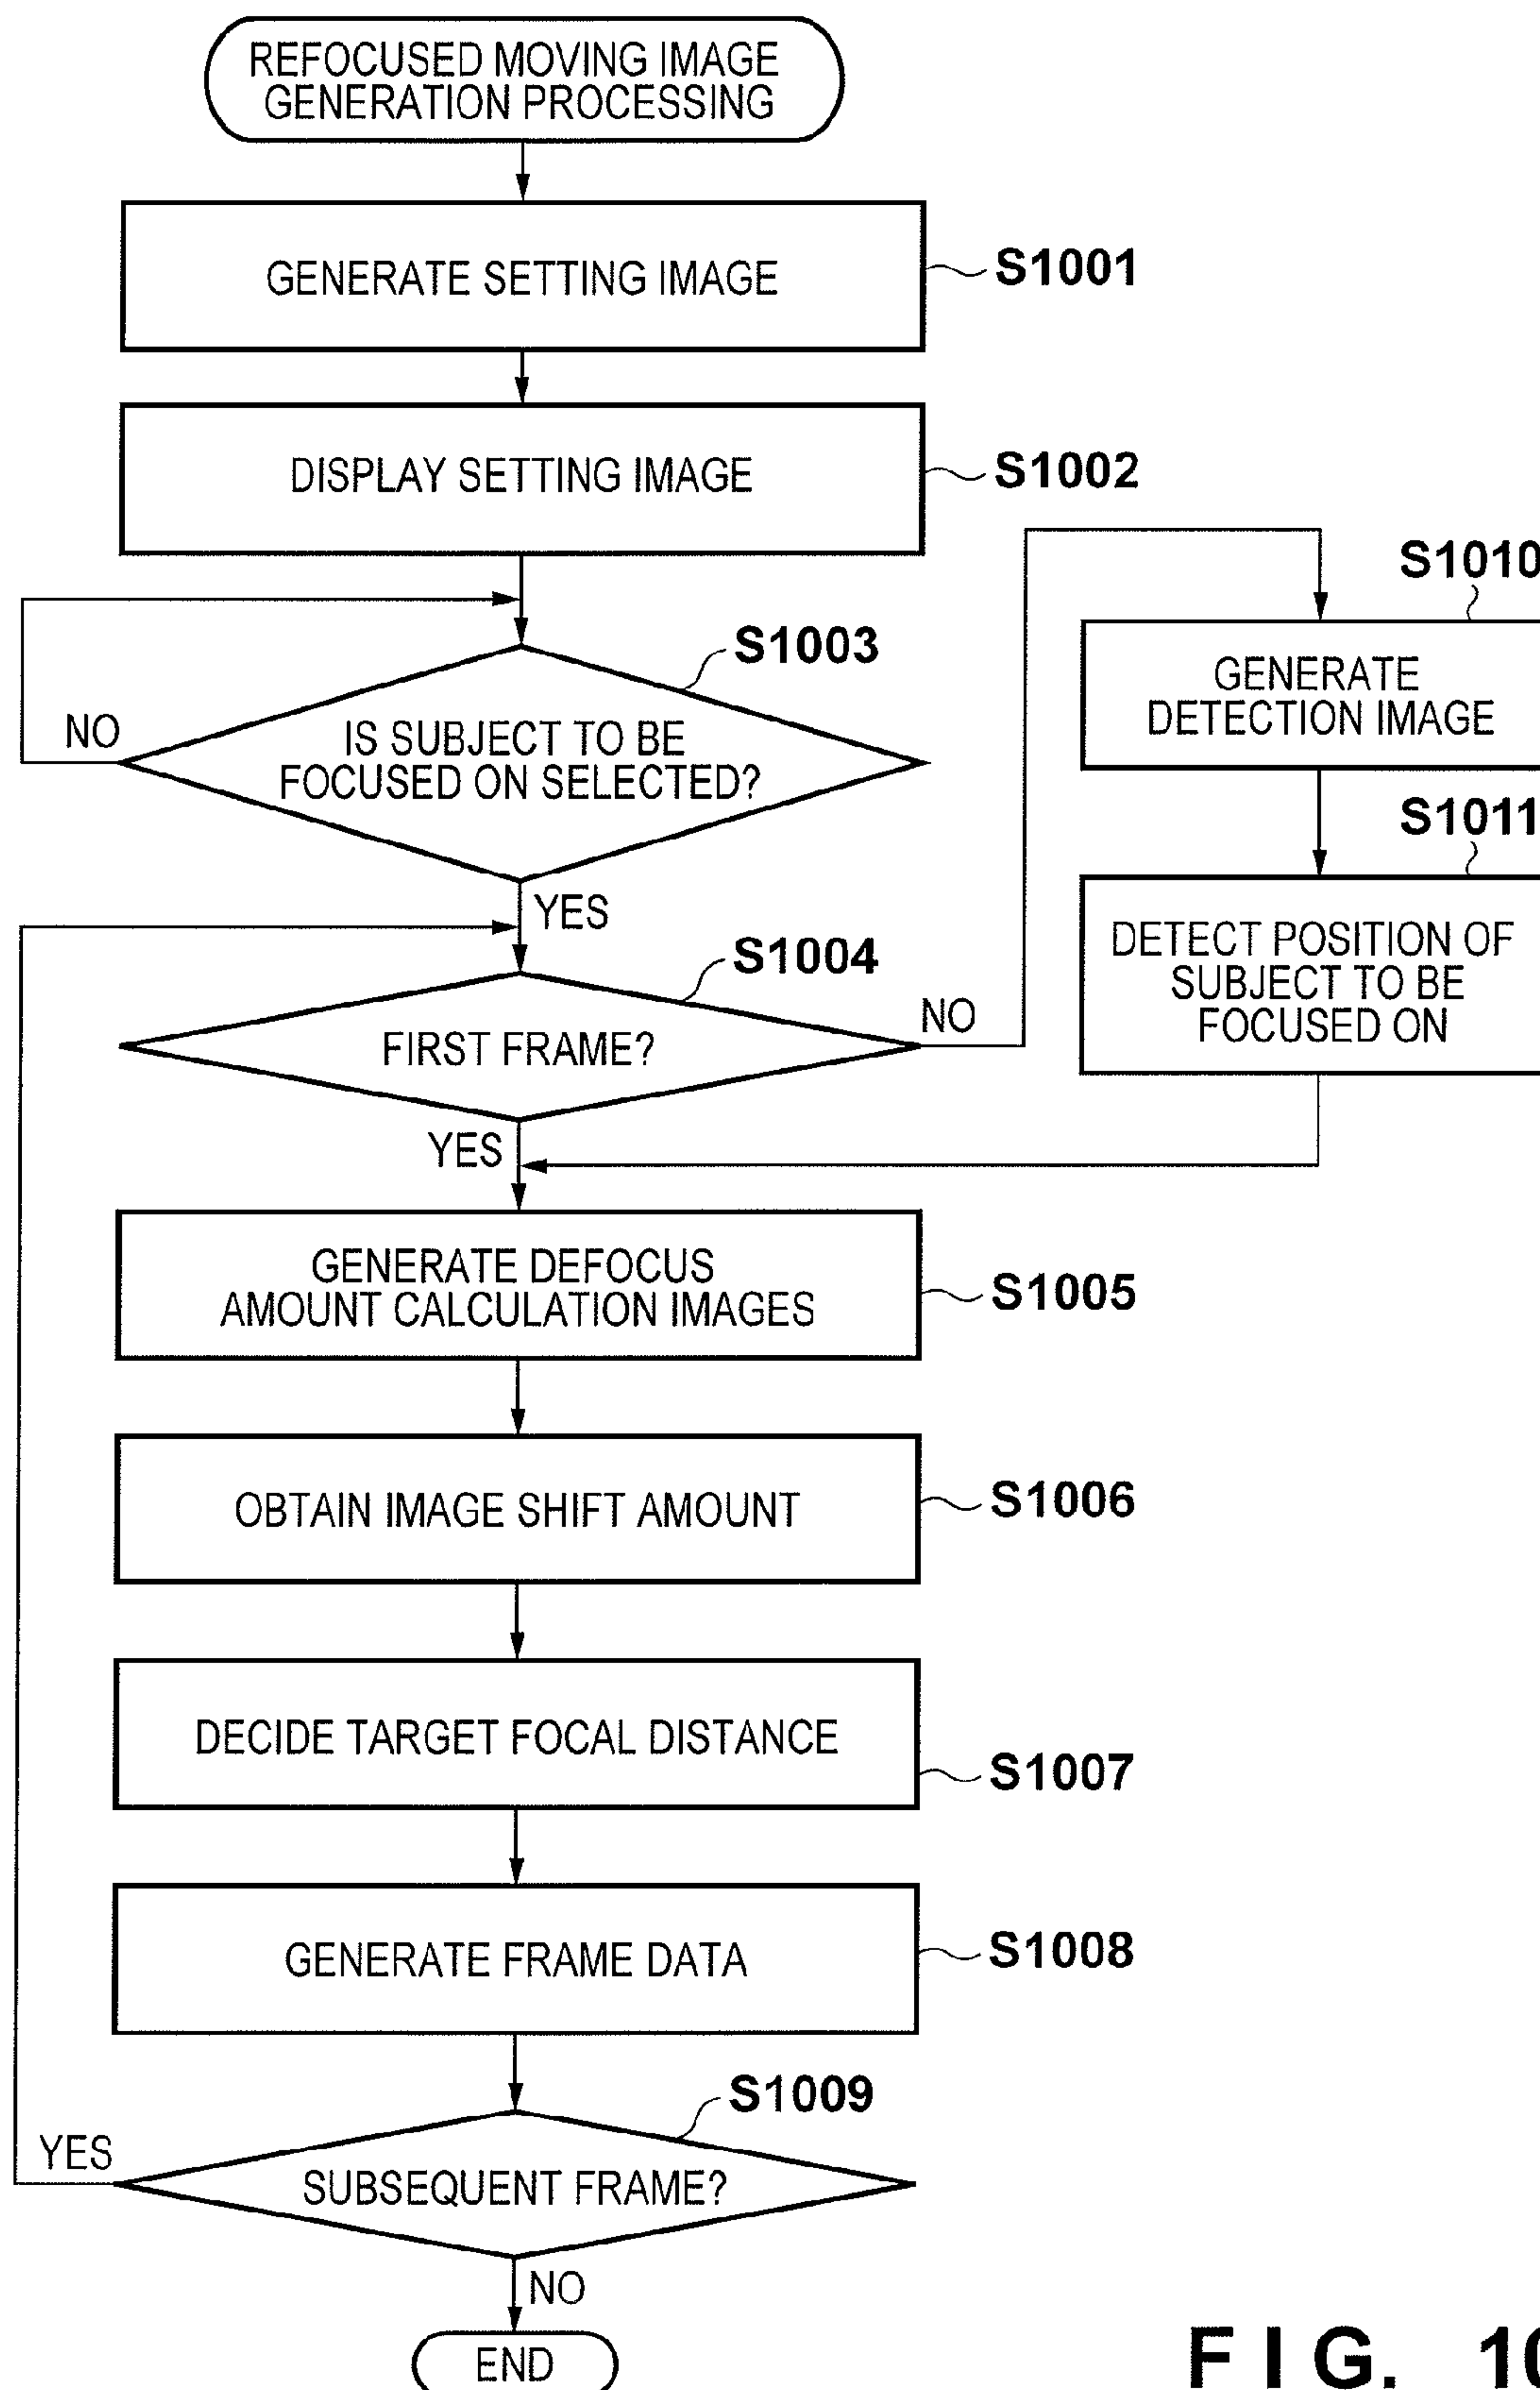 REFOCUSED MOVING IMAGE
GENERATION PROCESSING
GENERATE SETTING IMAGE
S1001
DISPLAY SETTING IMAGE
S1002
S1003
IS SUBJECT TO BE
FOCUSED ON SELECTED?
NO
YES
S1004
FIRST FRAME?
NO
YES
S1010
GENERATE
DETECTION IMAGE
S1011
DETECT POSITION OF
SUBJECT TO BE
FOCUSED ON
GENERATE DEFOCUS
AMOUNT CALCULATION IMAGES
S1005
OBTAIN IMAGE SHIFT AMOUNT
S1006
DECIDE TARGET FOCAL DISTANCE
S1007
GENERATE FRAME DATA
S1008
S1009
SUBSEQUENT FRAME?
YES
NO
END
FIG. 10